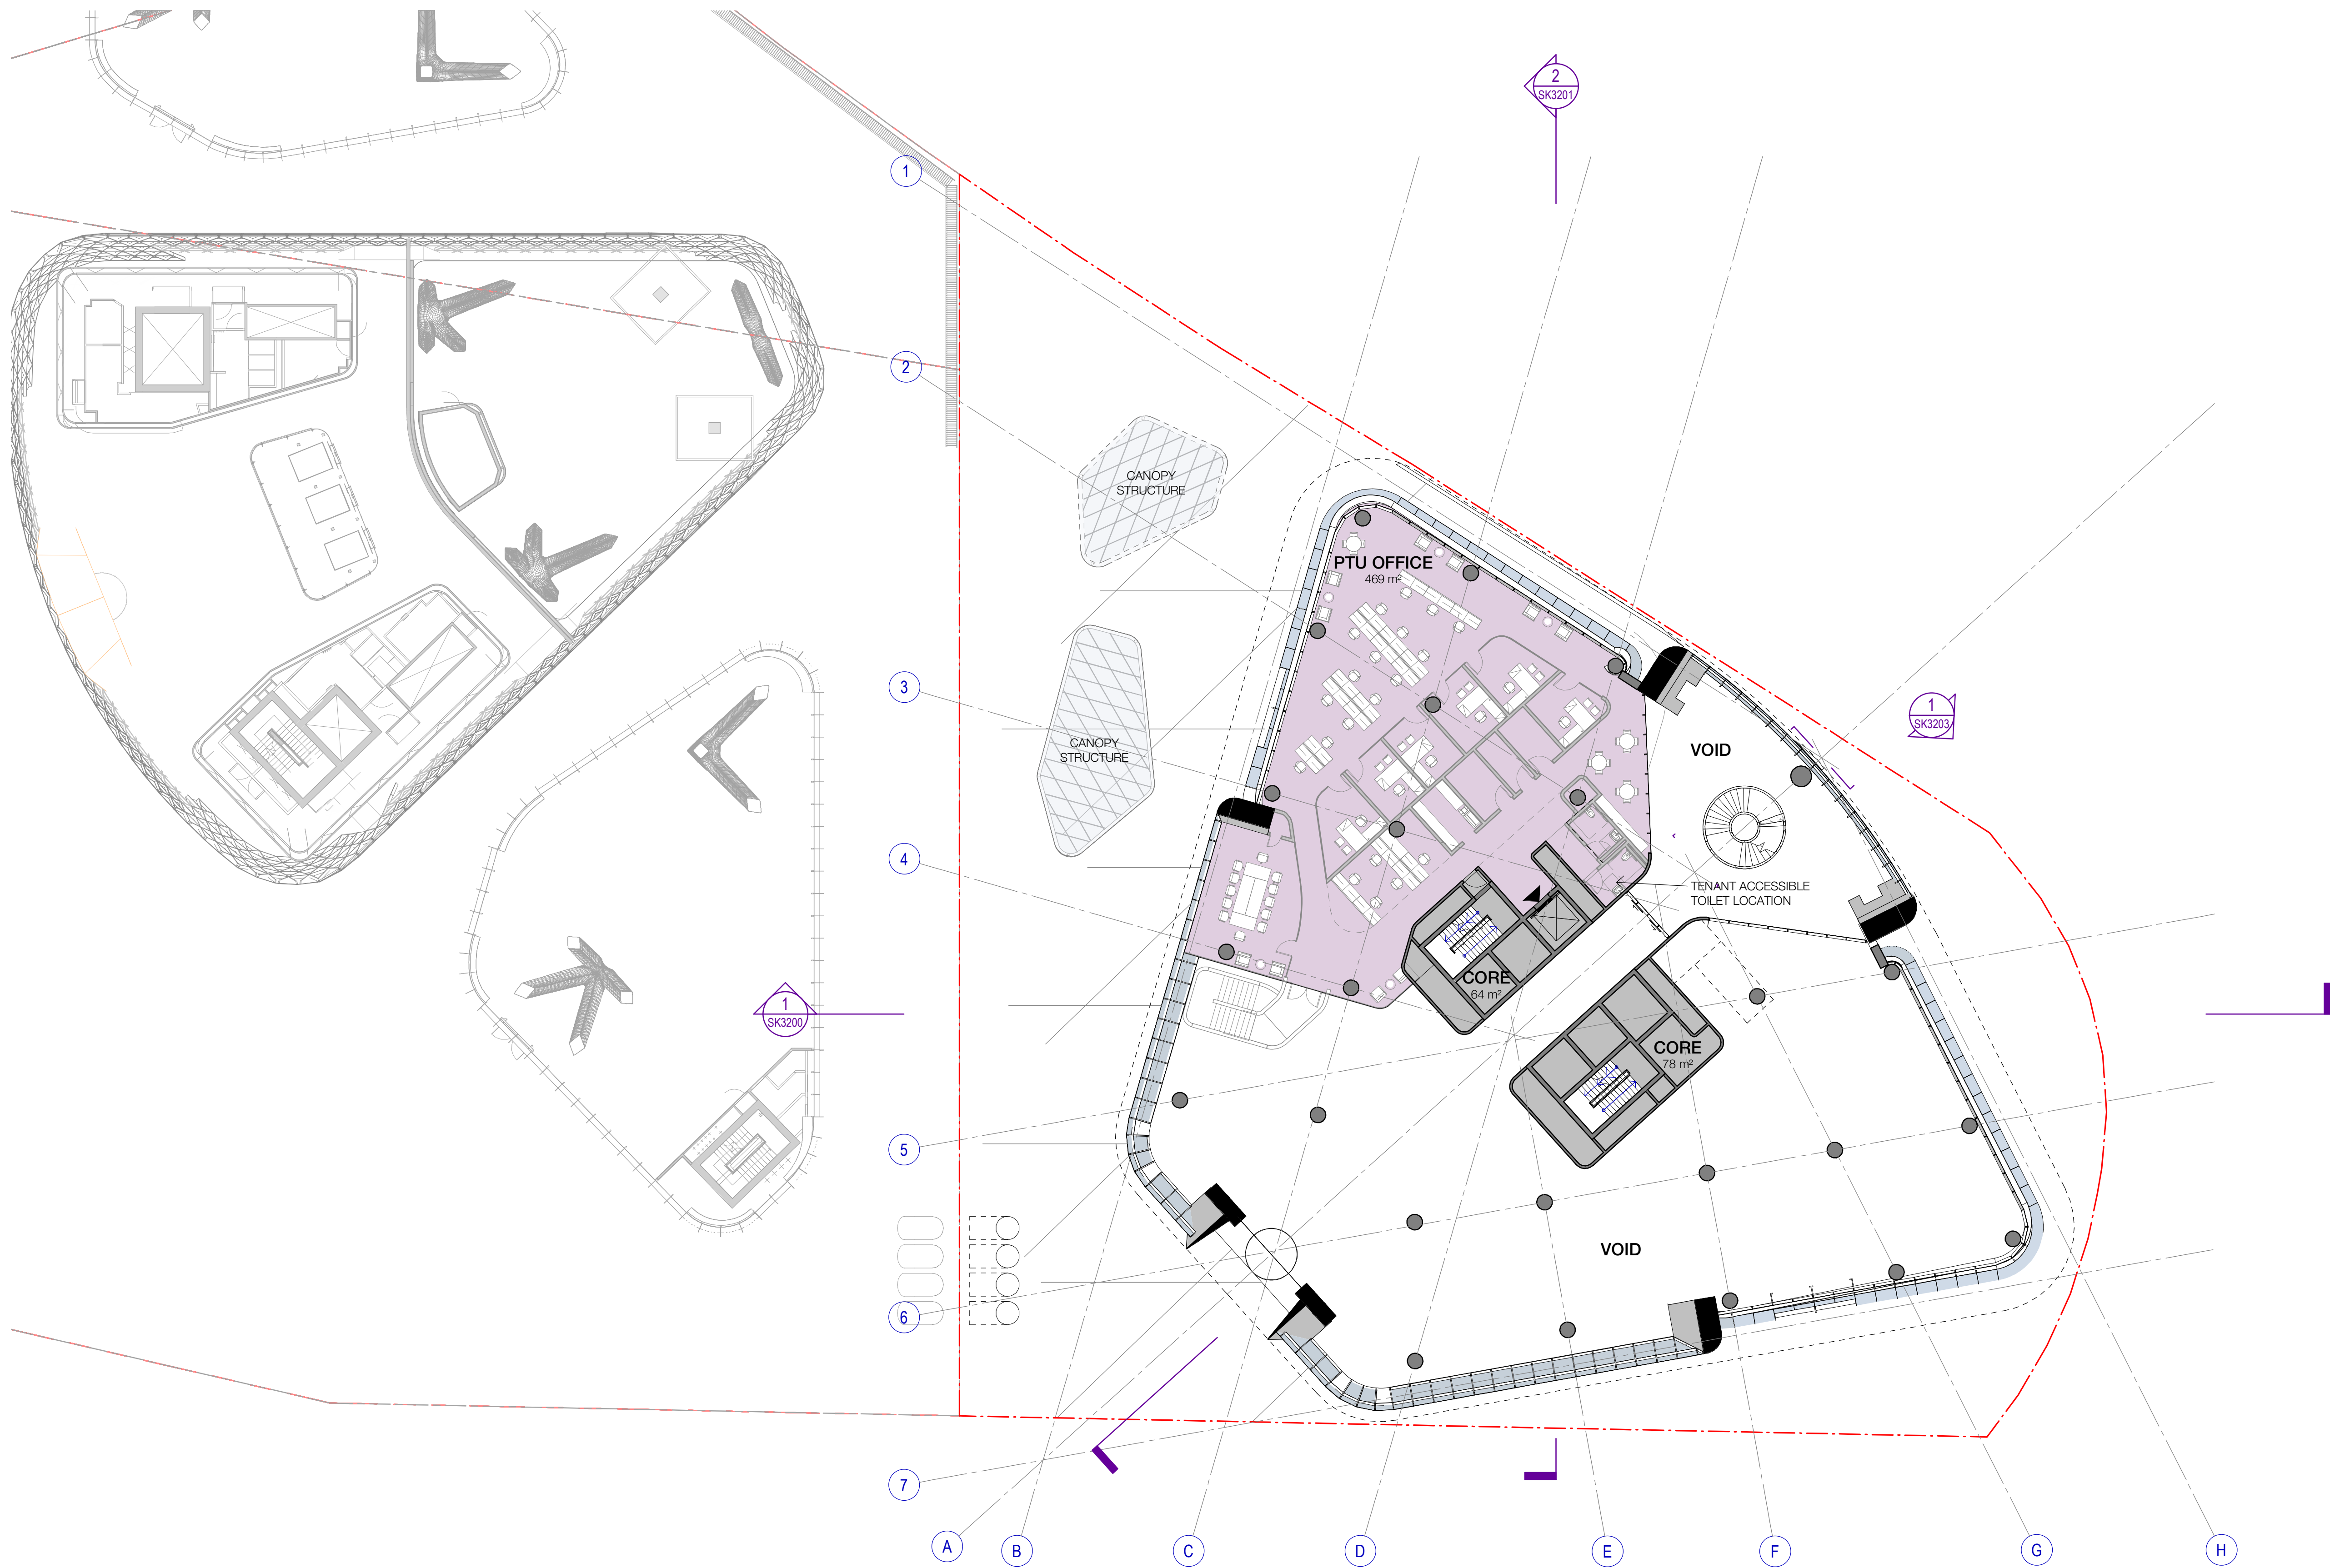 2
SK3201
1
2
CANOPY
STRUCTURE
PTU OFFICE
469 m²
3
CANOPY
STRUCTURE
1
SK3203
VOID
4
TENANT ACCESSIBLE
TOILET LOCATION
CORE
64 m²
1
SK3200
CORE
78 m²
5
VOID
6
7
A
B
C
D
E
F
G
H